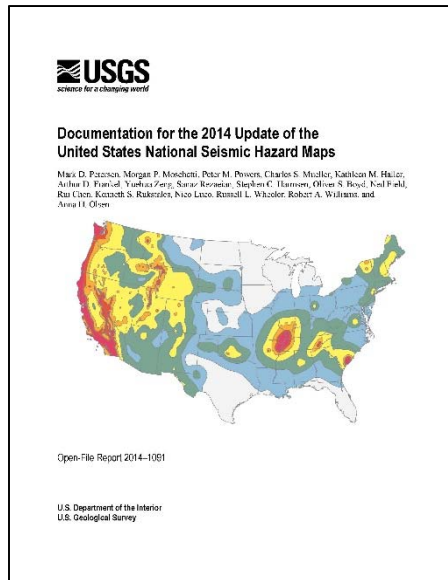 USGS
science for a changing world
Documentation for the 2014 Update of the
United States National Seismic Hazard Maps
Mark D. Petersen, Morgan P. Moschetti, Peter M. Powers, Charles S. Mueller, Kathleen M. Haller,
Arthur D. Frankel, Yuehua Zeng, Sanaz Rezaeian, Stephen C. Harmsen, Oliver S. Boyd, Ned Field,
Rui Chen, Kenneth S. Rukstales, Nico Luco, Russell L. Wheeler, Robert A. Williams, and
Anna H. Olsen
Open-File Report 2014–1091
U.S. Department of the Interior
U.S. Geological Survey